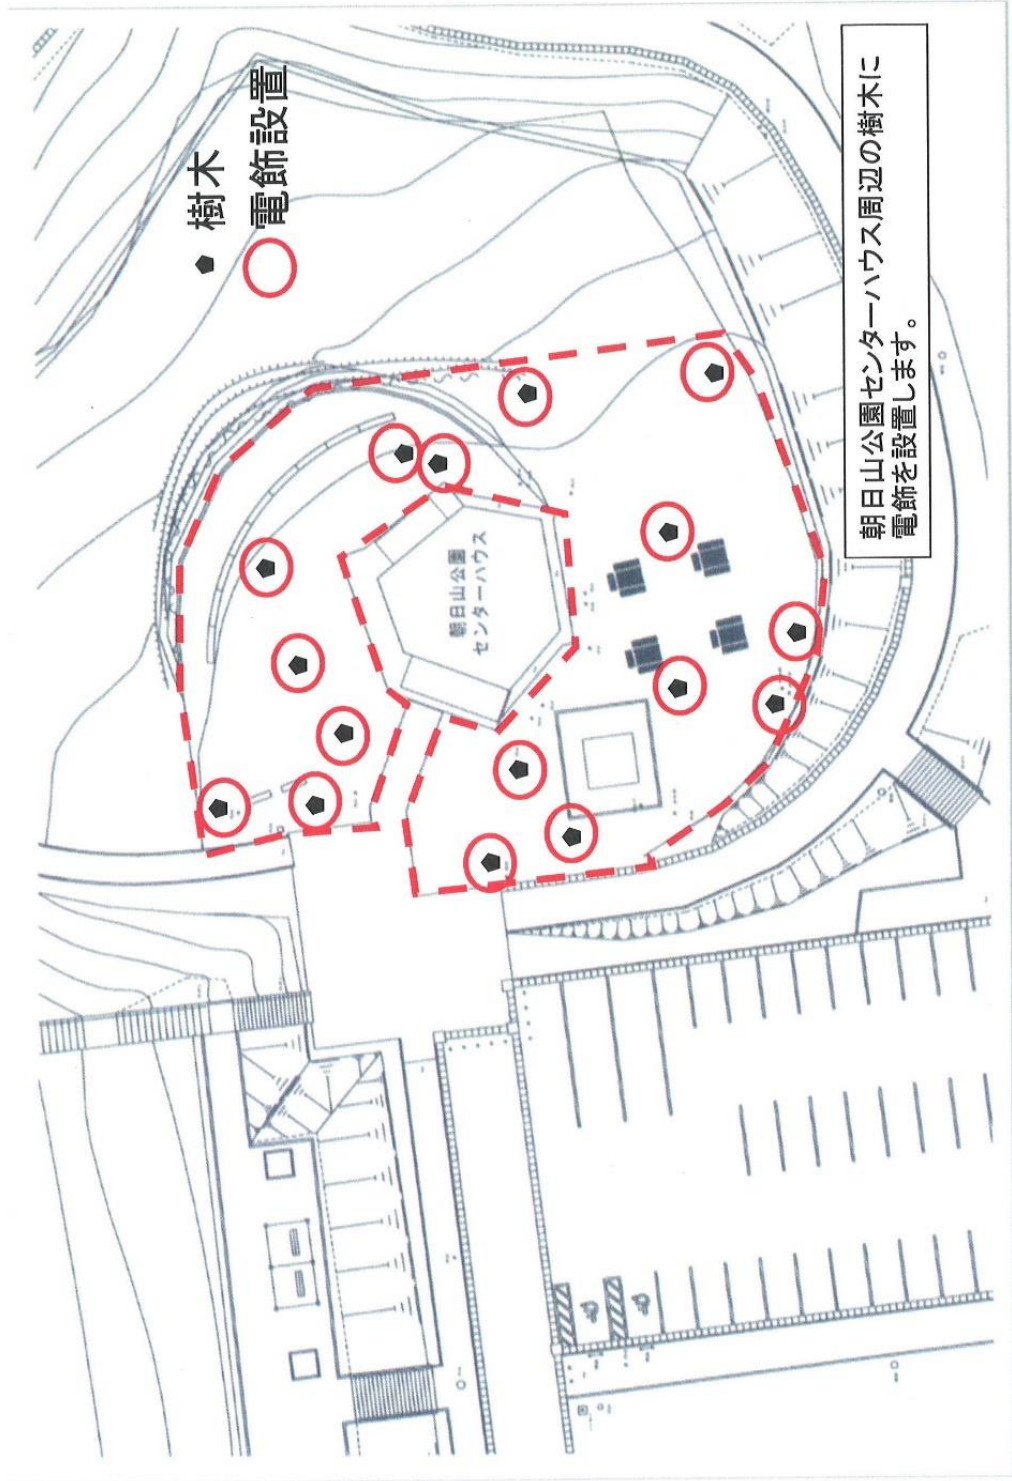 樹木
電飾設置
朝日山公園
センターハウス
朝日山公園センターハウス周辺の樹木に
電飾を設置します。